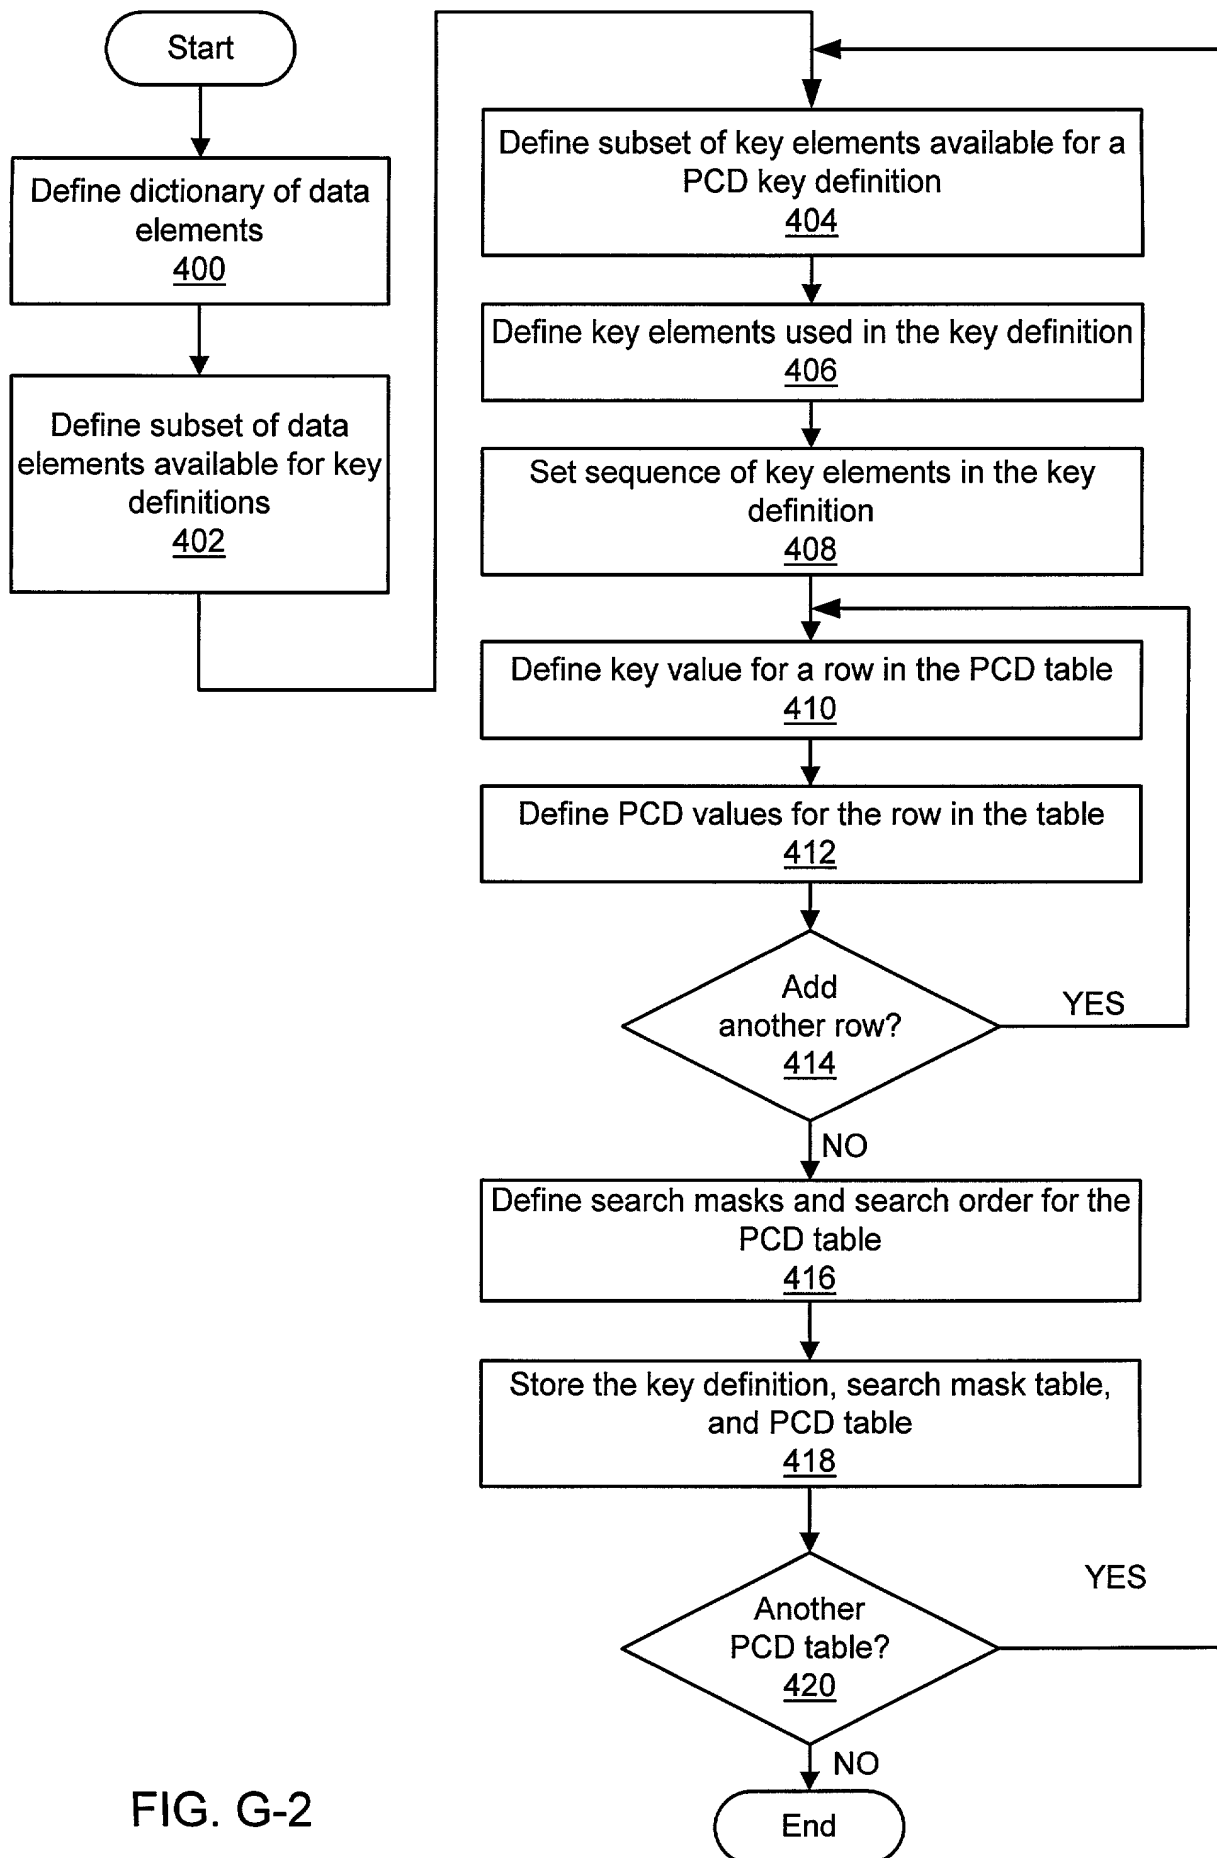 Start
Define dictionary of data
elements
400
Define subset of data
elements available for key
definitions
402
Define subset of key elements available for a
PCD key definition
404
Define key elements used in the key definition
406
Set sequence of key elements in the key
definition
408
Define key value for a row in the PCD table
410
Define PCD values for the row in the table
412
Add
another row?
414
YES
NO
Define search masks and search order for the
PCD table
416
Store the key definition, search mask table,
and PCD table
418
Another
PCD table?
420
YES
NO
End
FIG. G-2